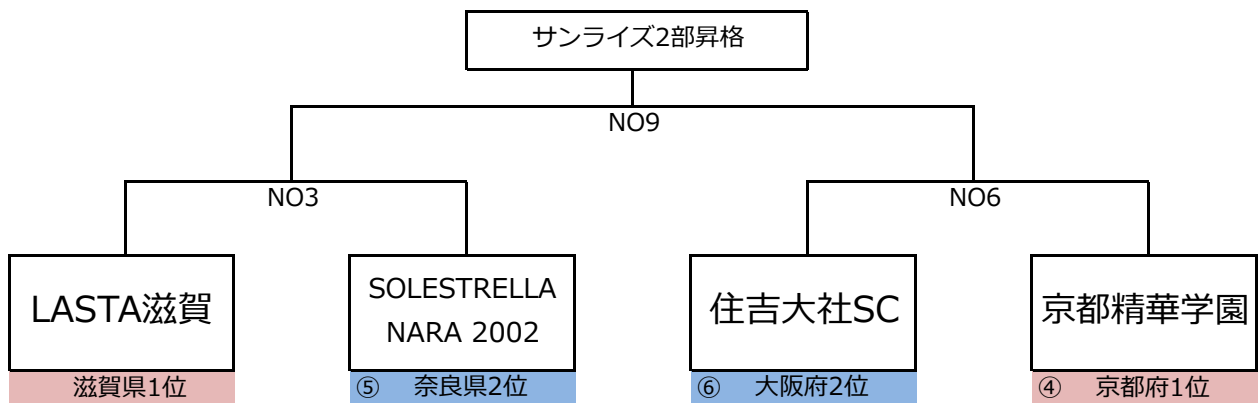 サンライズ2部昇格
NO9
NO3
NO6
LASTA滋賀
SOLESTRELLA
NARA 2002
住吉大社SC
京都精華学園
滋賀県1位
⑤ 奈良県2位
⑥ 大阪府2位
④ 京都府1位